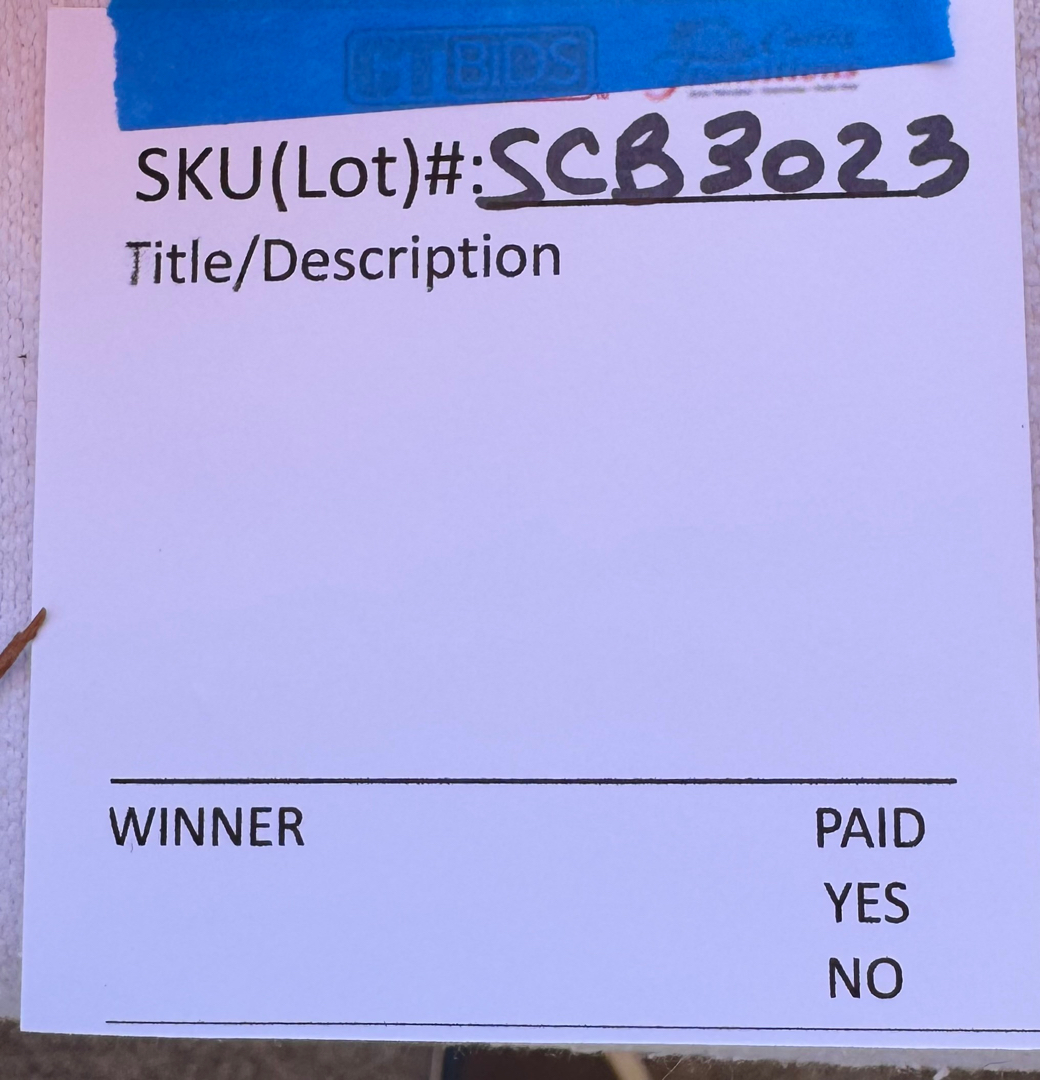 CTBIDS
SKU(Lot)#: SCB3023
Title/Description
WINNER
PAID
YES
NO